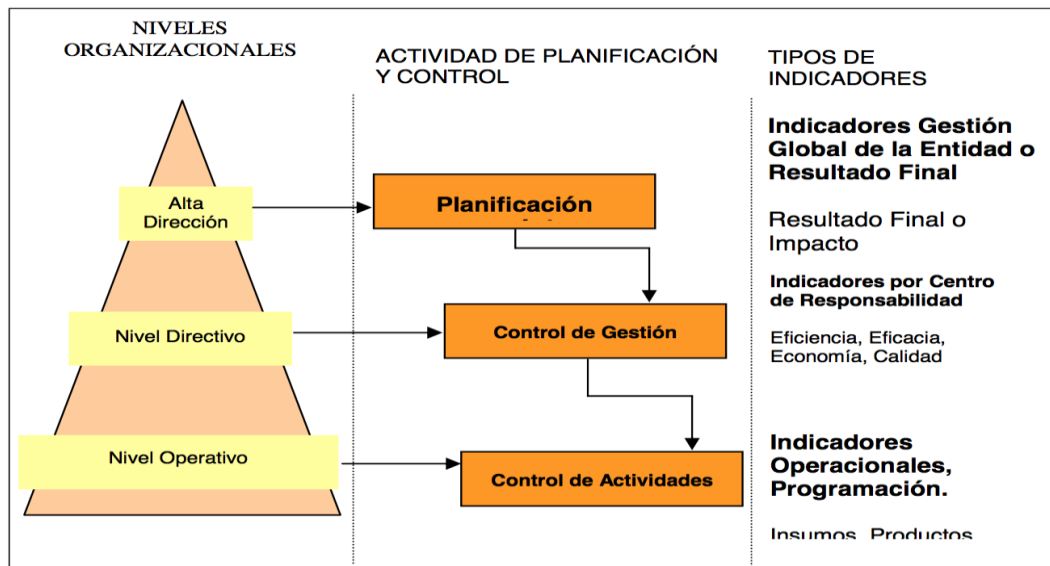 NIVELES
ORGANIZACIONALES
ACTIVIDAD DE PLANIFICACIÓN
Y CONTROL
TIPOS DE
INDICADORES
Alta
Dirección
Planificación
Indicadores Gestión
Global de la Entidad o
Resultado Final
Resultado Final o
Impacto
Nivel Directivo
Control de Gestión
Indicadores por Centro
de Responsabilidad
Eficiencia, Eficacia,
Economía, Calidad
Nivel Operativo
Control de Actividades
Indicadores
Operacionales,
Programación.
Insumos, Productos